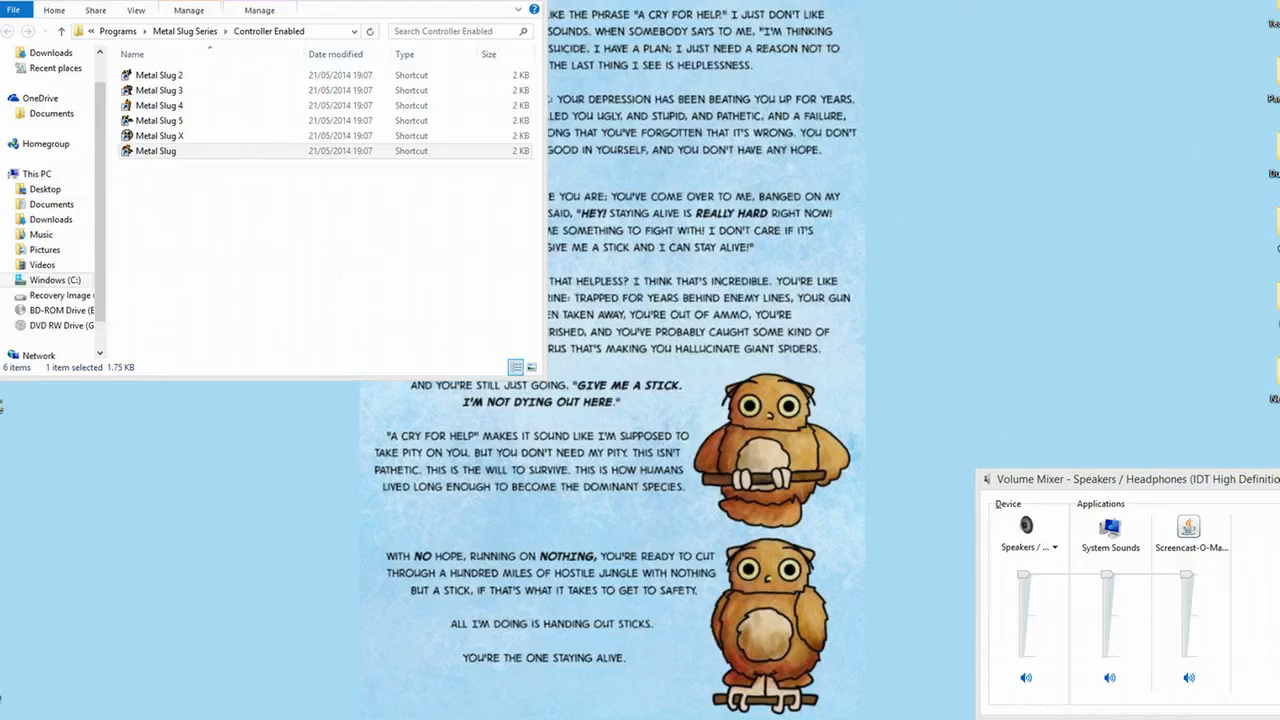 File Home Share View Manage Manage
« Programs › Metal Slug Series › Controller Enabled
Search Controller Enabled
Name Date modified Type Size
Metal Slug 2 21/05/2014 19:07 Shortcut 2 KB
Metal Slug 3 21/05/2014 19:07 Shortcut 2 KB
Metal Slug 4 21/05/2014 19:07 Shortcut 2 KB
Metal Slug 5 21/05/2014 19:07 Shortcut 2 KB
Metal Slug X 21/05/2014 19:07 Shortcut 2 KB
Metal Slug 21/05/2014 19:07 Shortcut 2 KB
Downloads
Recent places
OneDrive
Documents
Homegroup
This PC
Desktop
Documents
Downloads
Music
Pictures
Videos
Windows (C:)
Recovery Image
BD-ROM Drive (E
DVD RW Drive (G
Network
6 items 1 item selected 1.75 KB
IKE THE PHRASE "A CRY FOR HELP." I JUST DON'T LIKE
SOUNDS. WHEN SOMEBODY SAYS TO ME, "I'M THINKING
SUICIDE. I HAVE A PLAN; I JUST NEED A REASON NOT TO
THE LAST THING I SEE IS HELPLESSNESS.
YOUR DEPRESSION HAS BEEN BEATING YOU UP FOR YEARS.
LED YOU UGLY, AND STUPID, AND PATHETIC, AND A FAILURE,
ONG THAT YOU'VE FORGOTTEN THAT IT'S WRONG. YOU DON'T
GOOD IN YOURSELF, AND YOU DON'T HAVE ANY HOPE.
E YOU ARE; YOU'VE COME OVER TO ME, BANGED ON MY
SAID, "HEY! STAYING ALIVE IS REALLY HARD RIGHT NOW!
ME SOMETHING TO FIGHT WITH! I DON'T CARE IF IT'S
GIVE ME A STICK AND I CAN STAY ALIVE!"
THAT HELPLESS? I THINK THAT'S INCREDIBLE. YOU'RE LIKE
RINE: TRAPPED FOR YEARS BEHIND ENEMY LINES, YOUR GUN
EN TAKEN AWAY, YOU'RE OUT OF AMMO, YOU'RE
RISHED, AND YOU'VE PROBABLY CAUGHT SOME KIND OF
RUS THAT'S MAKING YOU HALLUCINATE GIANT SPIDERS.
AND YOU'RE STILL JUST GOING, "GIVE ME A STICK.
I'M NOT DYING OUT HERE."
"A CRY FOR HELP" MAKES IT SOUND LIKE I'M SUPPOSED TO
TAKE PITY ON YOU. BUT YOU DON'T NEED MY PITY. THIS ISN'T
PATHETIC. THIS IS THE WILL TO SURVIVE. THIS IS HOW HUMANS
LIVED LONG ENOUGH TO BECOME THE DOMINANT SPECIES.
WITH NO HOPE, RUNNING ON NOTHING, YOU'RE READY TO CUT
THROUGH A HUNDRED MILES OF HOSTILE JUNGLE WITH NOTHING
BUT A STICK, IF THAT'S WHAT IT TAKES TO GET TO SAFETY.
ALL I'M DOING IS HANDING OUT STICKS.
YOU'RE THE ONE STAYING ALIVE.
Volume Mixer - Speakers / Headphones (IDT High Definitio
Device Applications
Speakers / ... System Sounds Screencast-O-Ma...